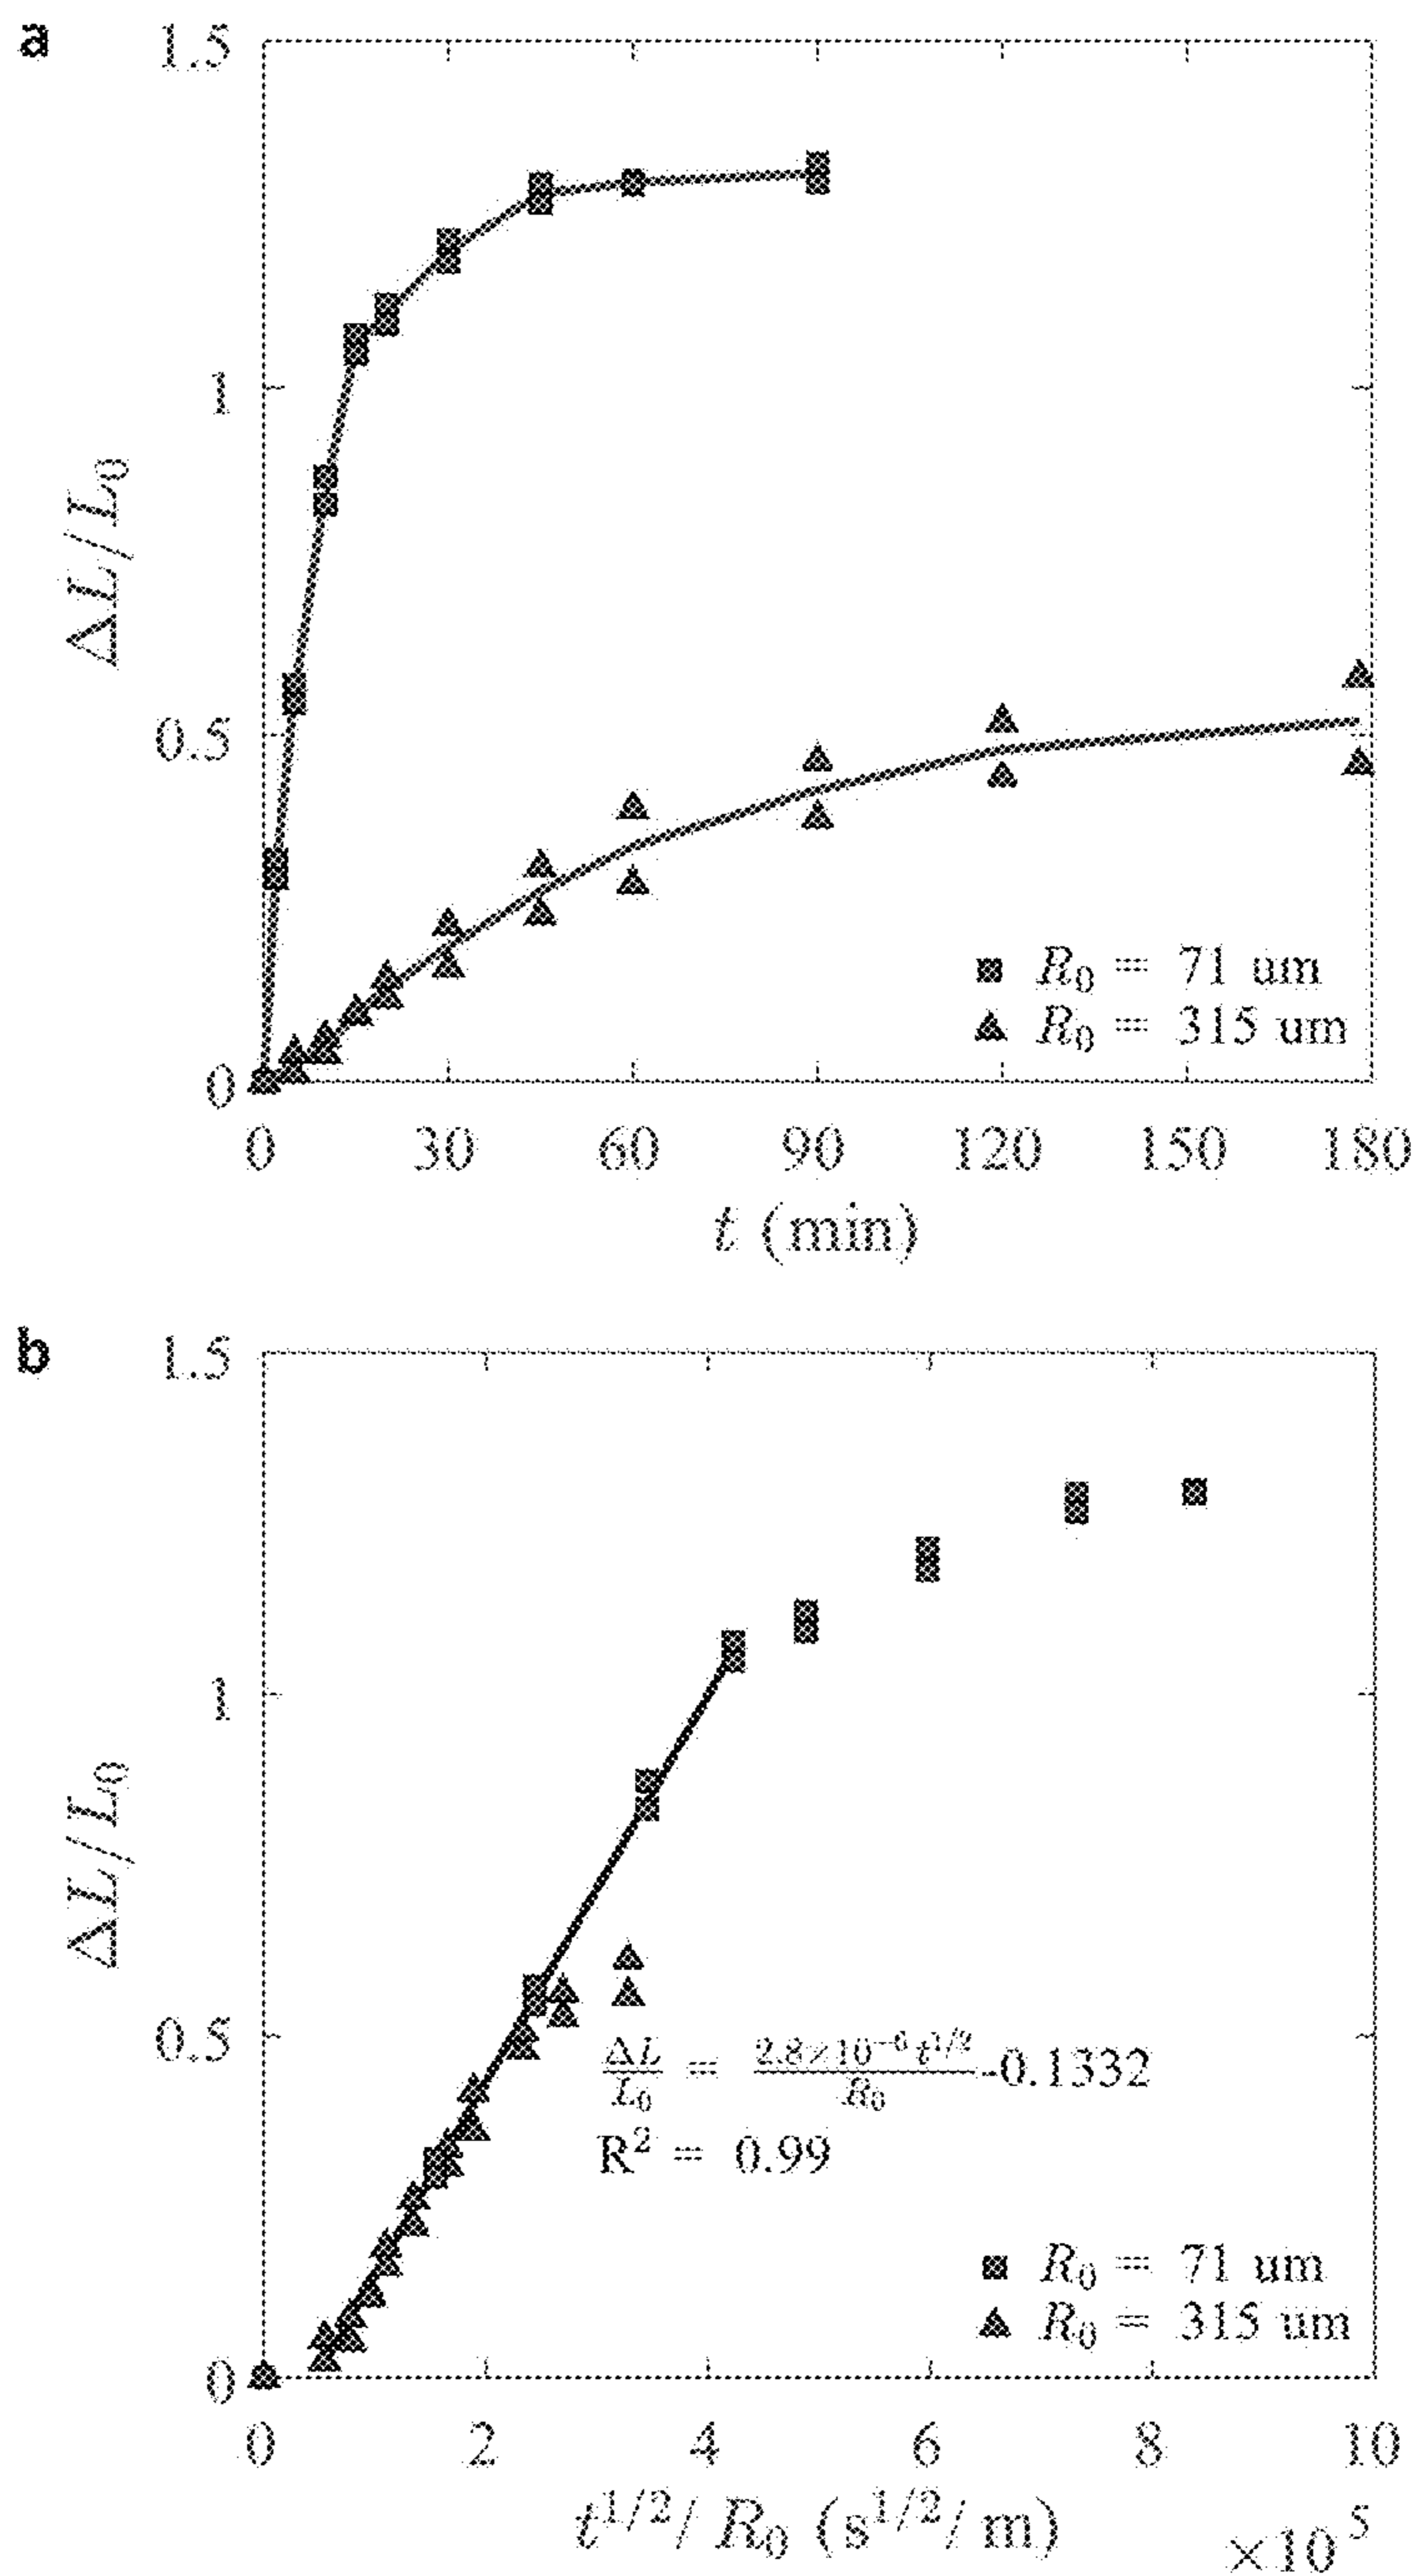 a
1.5
1
0.5
0
ΔL/L₀
0 30 60 90 120 150 180
t (min)
R₀ = 71 um
R₀ = 315 um
b
1.5
1
0.5
0
ΔL/L₀
ΔL/L₀ = 2.8×10⁻⁶ t^1/2/R₀ -0.1332
R² = 0.99
R₀ = 71 um
R₀ = 315 um
0 2 4 6 8 10
t^1/2/R₀ (s^1/2/m)
×10⁵